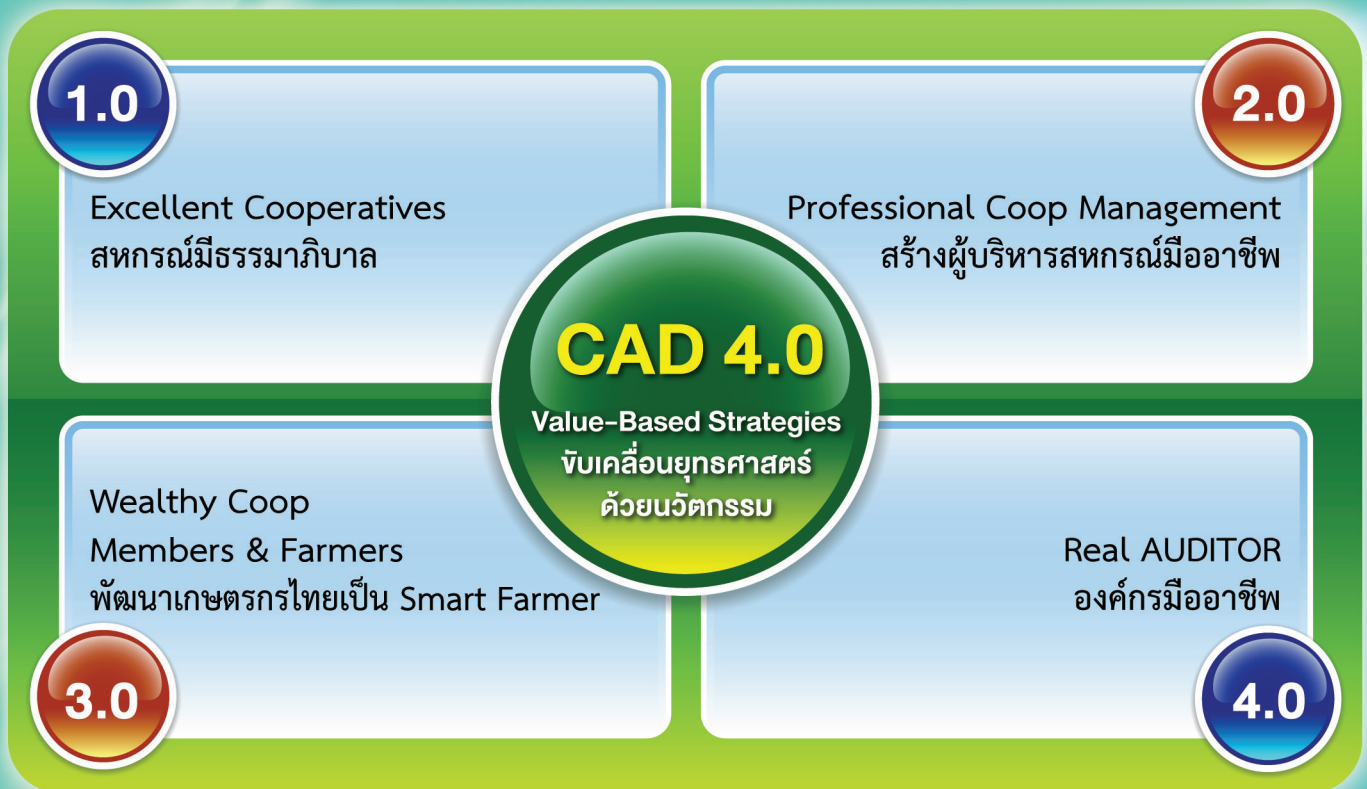 1.0
Excellent Cooperatives
สหกรณ์มีธรรมาภิบาล
2.0
Professional Coop Management
สร้างผู้บริหารสหกรณ์มืออาชีพ
CAD 4.0
Value-Based Strategies
ขับเคลื่อนยุทธศาสตร์
ด้วยนวัตกรรม
Wealthy Coop
Members & Farmers
พัฒนาเกษตรกรไทยเป็น Smart Farmer
3.0
Real AUDITOR
องค์กรมืออาชีพ
4.0